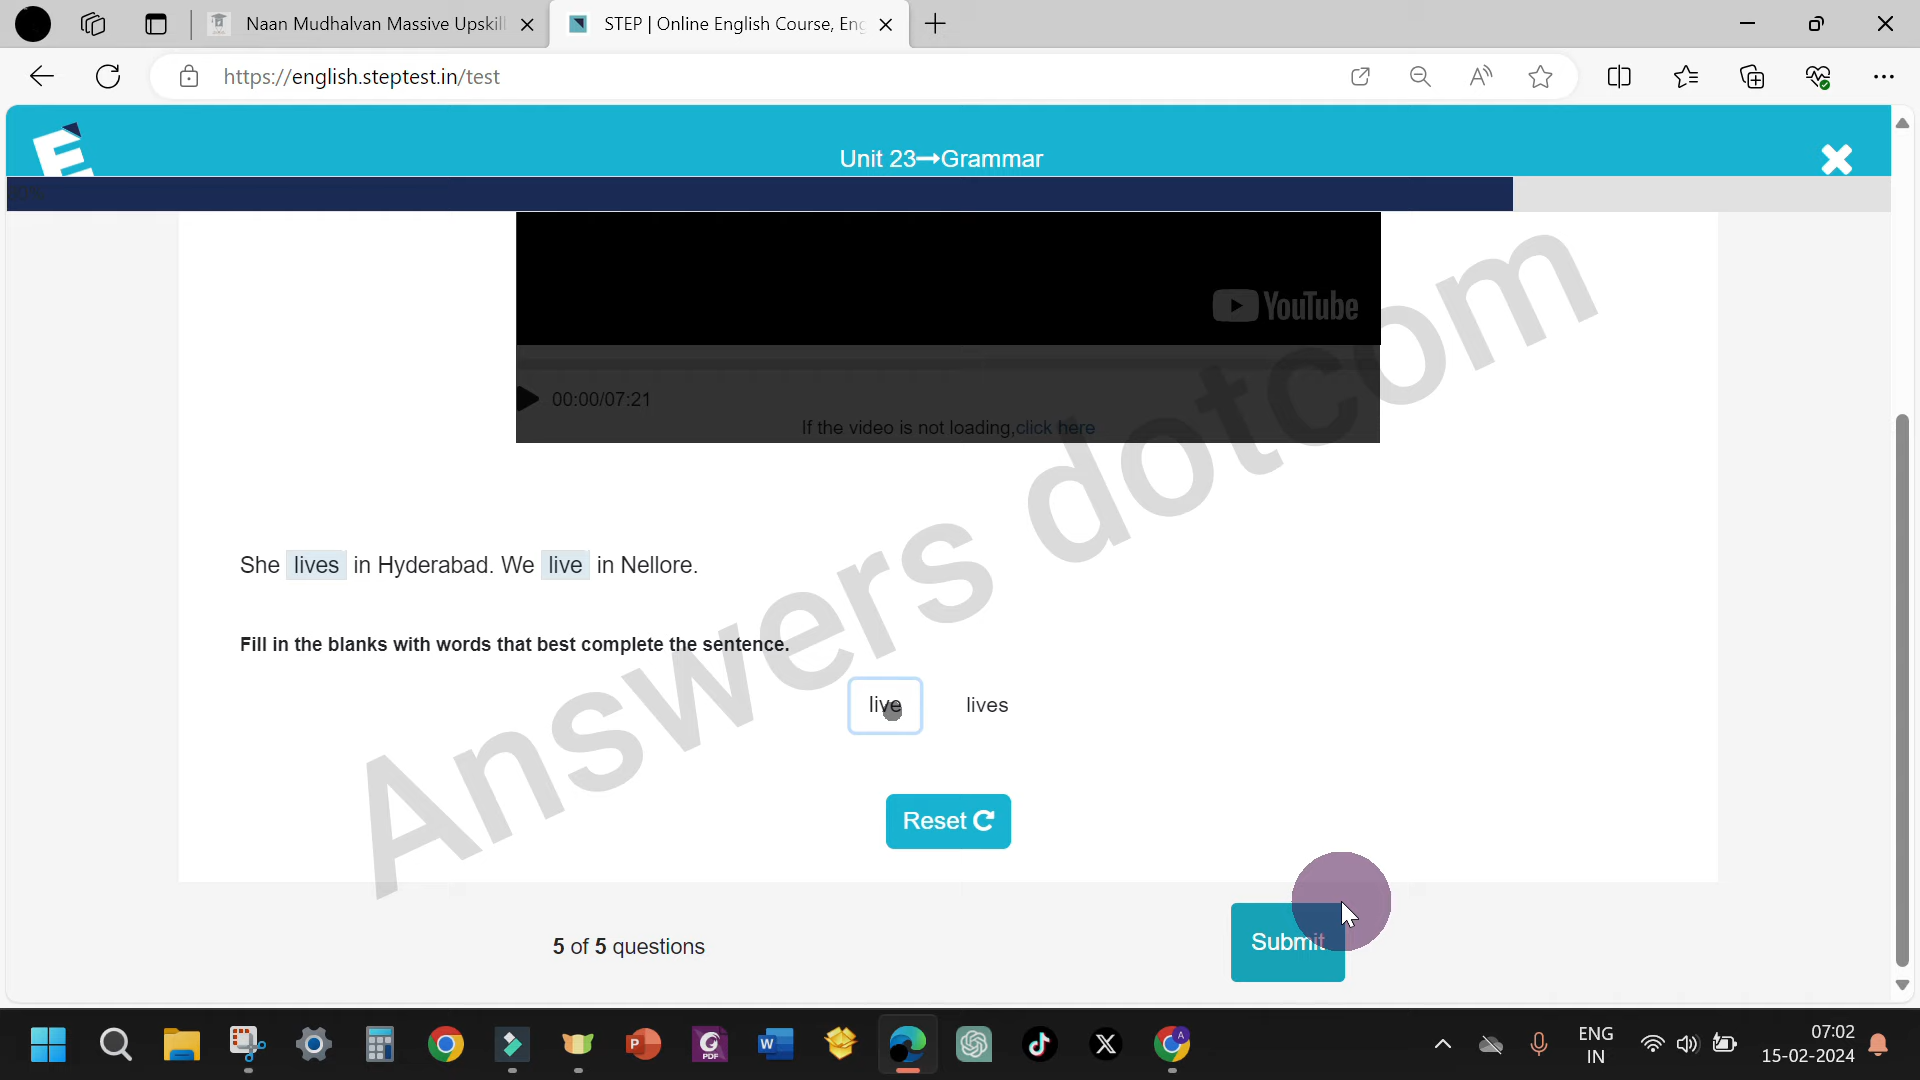 Naan Mudhalvan Massive Upskill
STEP | Online English Course, Eng
https://english.steptest.in/test
Unit 23→Grammar
YouTube
00:00/07:21
If the video is not loading,click here
She lives in Hyderabad. We live in Nellore.
Fill in the blanks with words that best complete the sentence.
live lives
Reset
Answers dotcom
5 of 5 questions
Submit
ENG
IN
07:02
15-02-2024